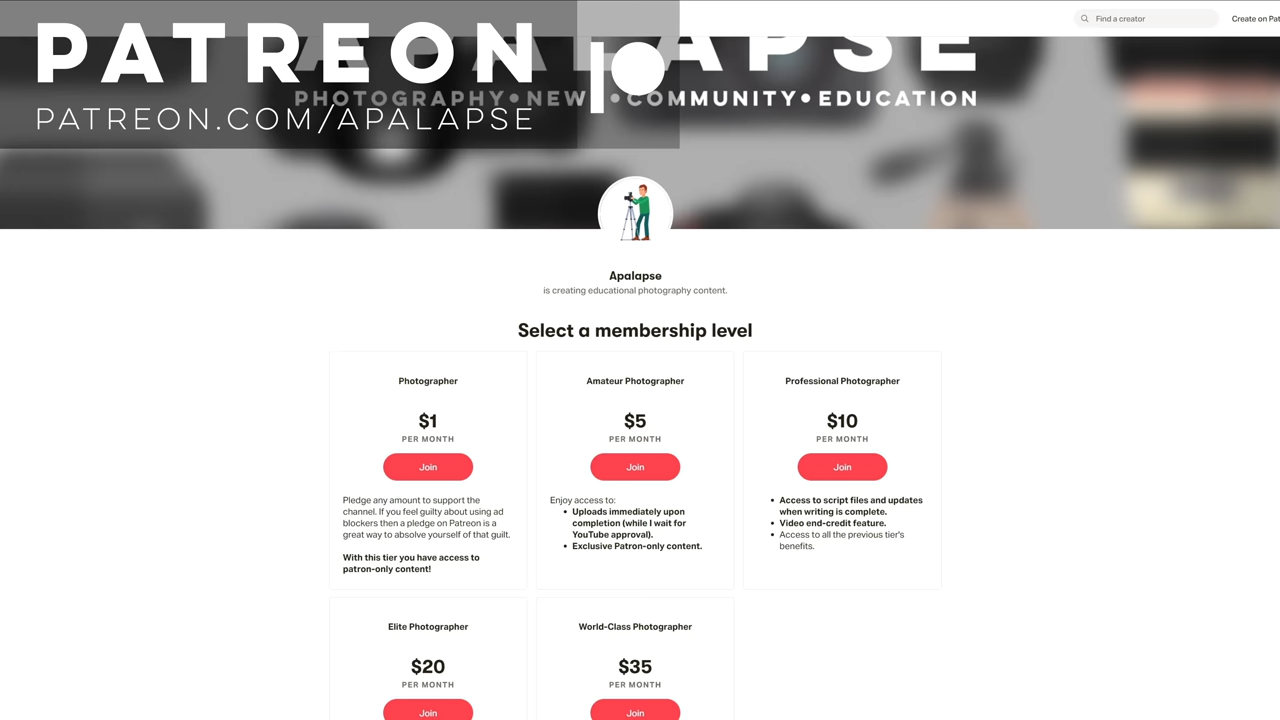 PATREON
PATREON.COM/APALAPSE
APALAPSE
PHOTOGRAPHY•NEWS•COMMUNITY•EDUCATION
Find a creator
Create on Pat
Apalapse
is creating educational photography content.
Select a membership level
Photographer
$1
PER MONTH
Join
Pledge any amount to support the
channel. If you feel guilty about using ad
blockers then a pledge on Patreon is a
great way to absolve yourself of that guilt.
With this tier you have access to
patron-only content!
Amateur Photographer
$5
PER MONTH
Join
Enjoy access to:
• Uploads immediately upon
completion (while I wait for
YouTube approval).
• Exclusive Patron-only content.
Professional Photographer
$10
PER MONTH
Join
• Access to script files and updates
when writing is complete.
• Video end-credit feature.
• Access to all the previous tier's
benefits.
Elite Photographer
$20
PER MONTH
Join
World-Class Photographer
$35
PER MONTH
Join